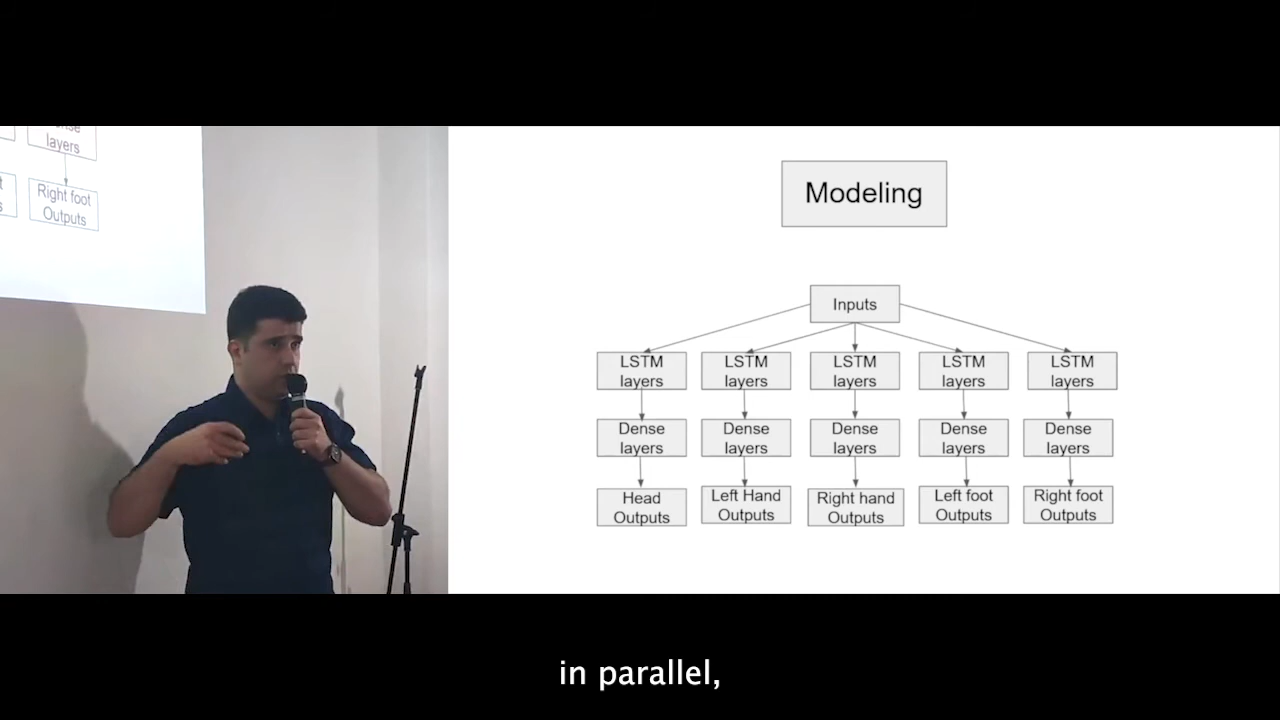 layers
Right foot
Outputs
Modeling
Inputs
LSTM layers
LSTM layers
LSTM layers
LSTM layers
LSTM layers
Dense layers
Dense layers
Dense layers
Dense layers
Dense layers
Head Outputs
Left Hand Outputs
Right hand Outputs
Left foot Outputs
Right foot Outputs
in parallel,